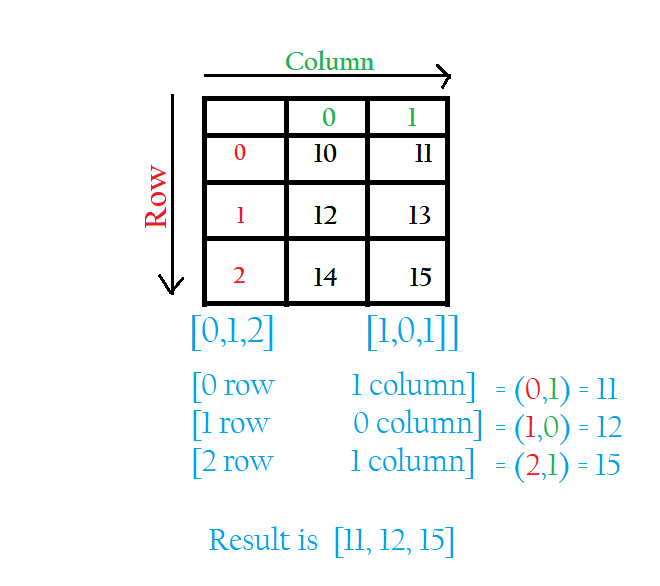 Column
Row
0 1
0 10 11
1 12 13
2 14 15
[0,1,2] [1,0,1]]
[0 row 1 column] = (0,1) = 11
[1 row 0 column] = (1,0) = 12
[2 row 1 column] = (2,1) = 15
Result is [11, 12, 15]